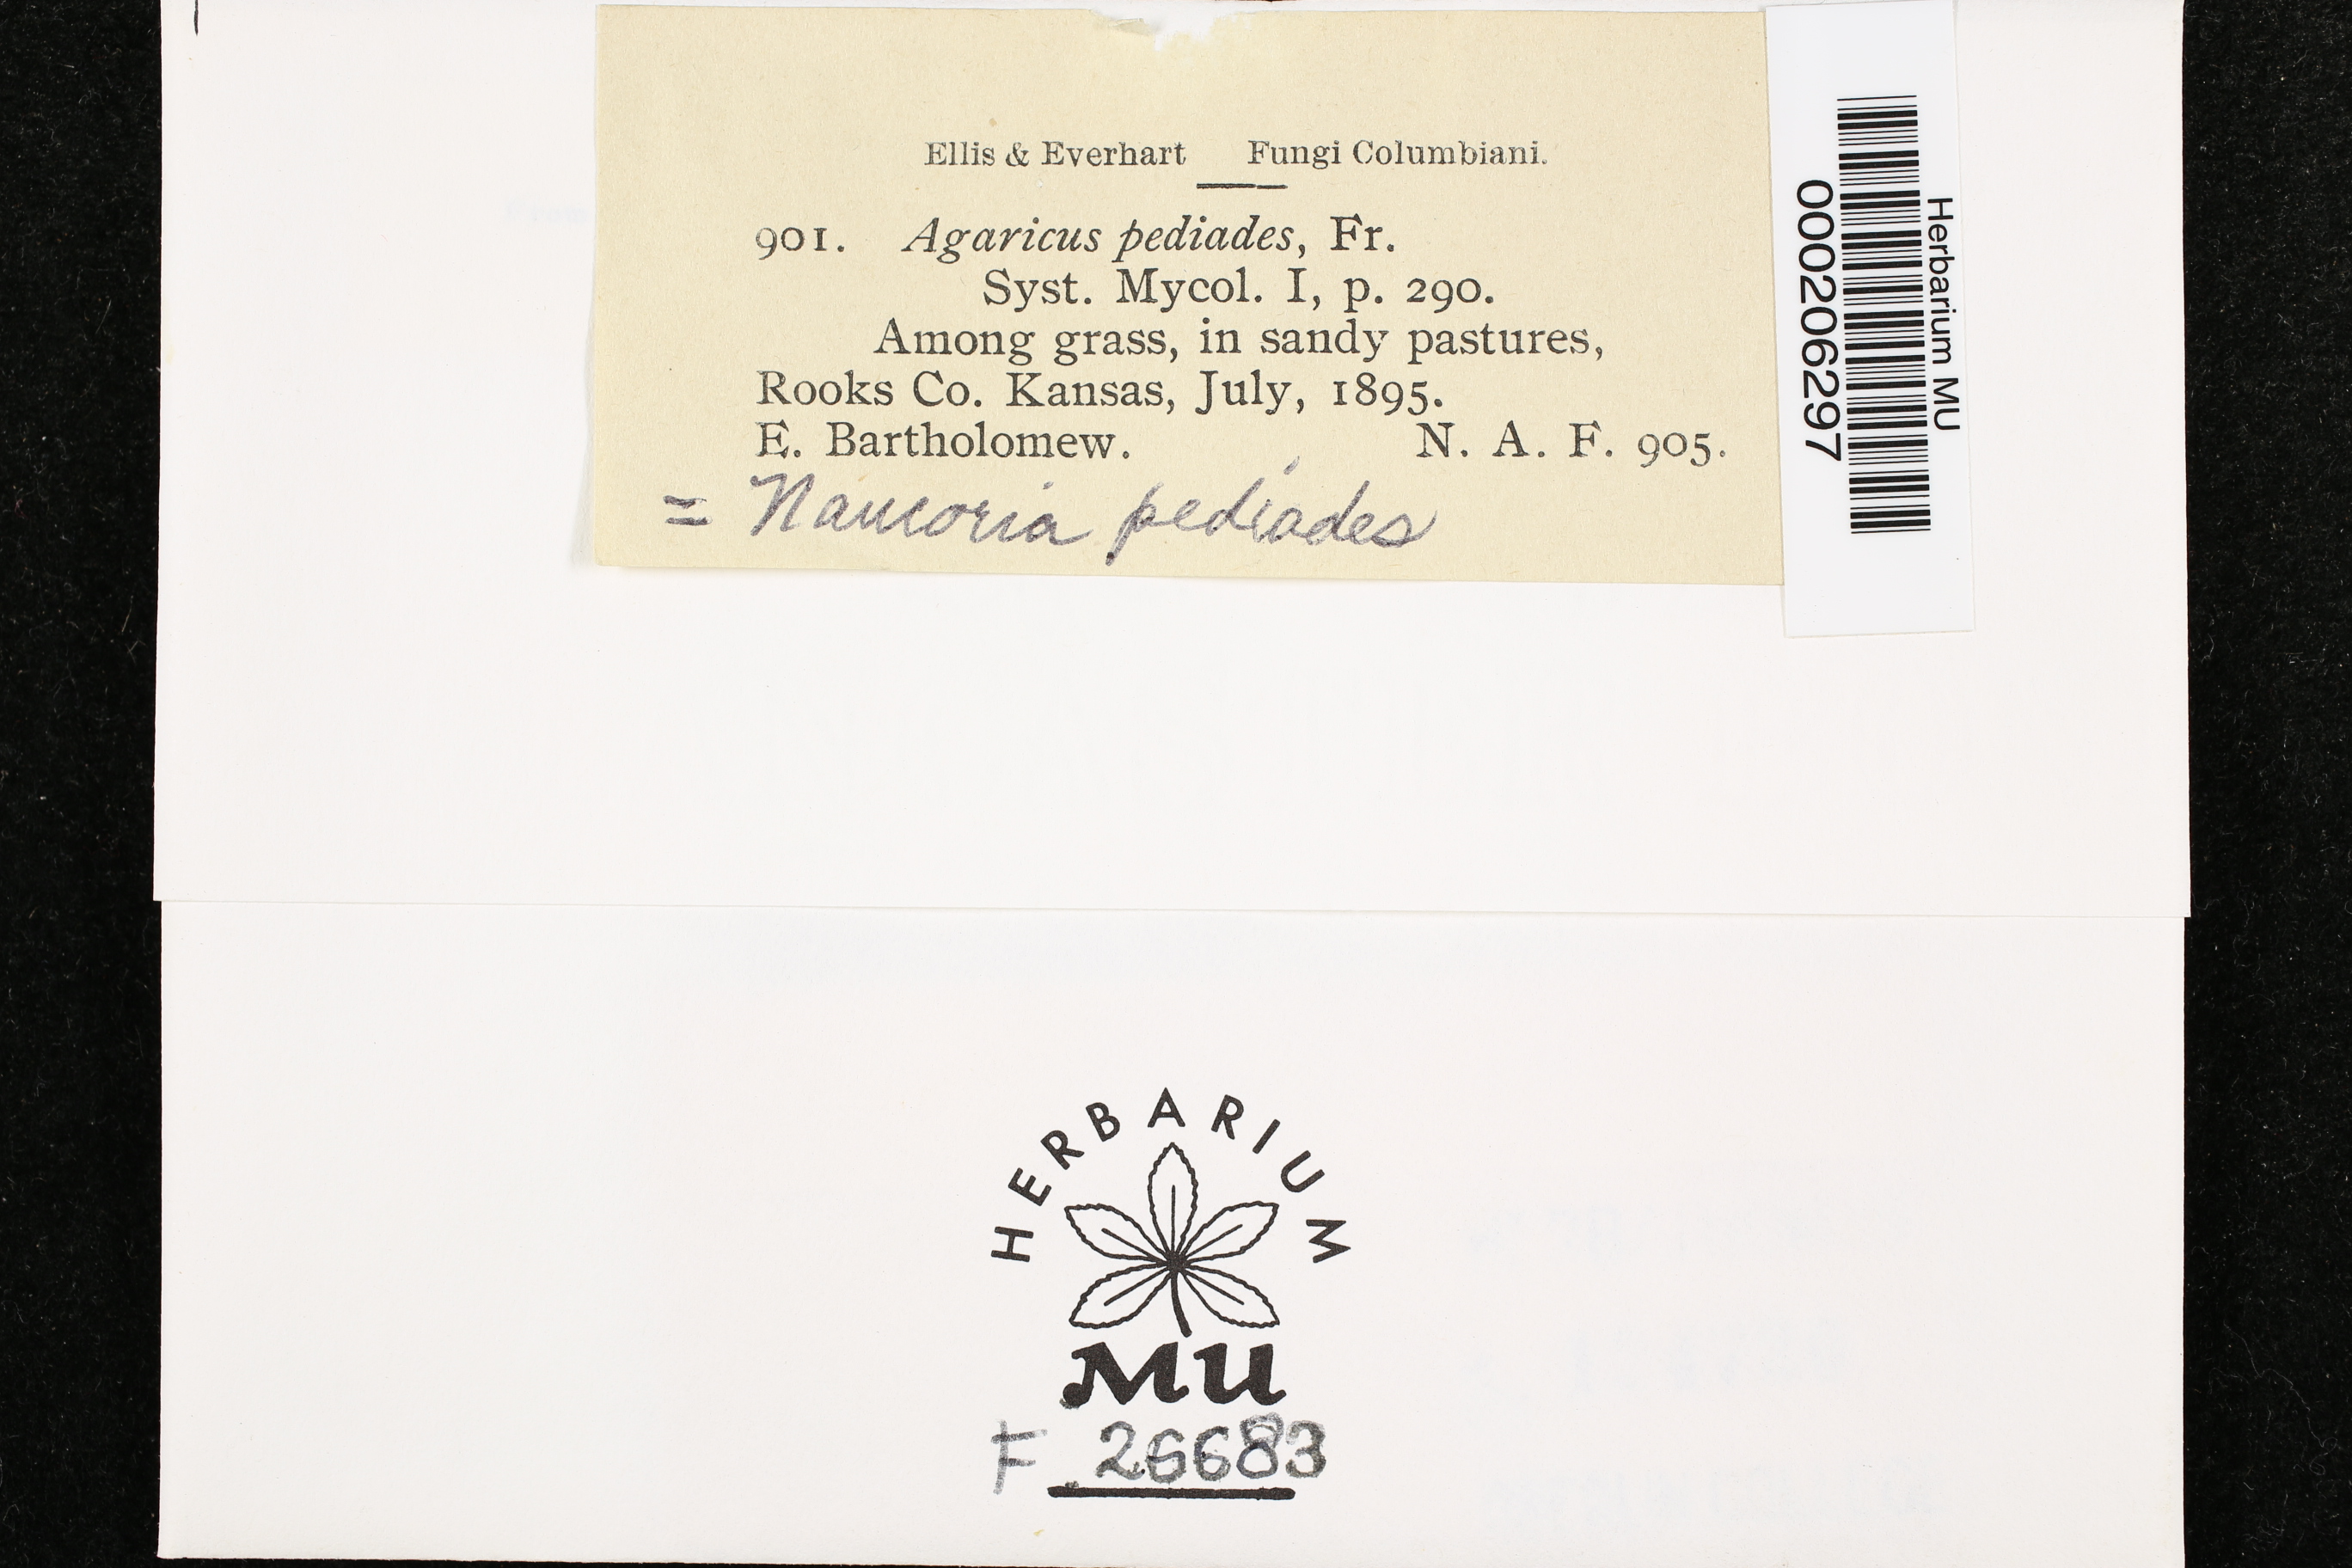 Ellis & Everhart Fungi Columbiani.
901. Agaricus pediades, Fr.
Syst. Mycol. I, p. 290.
Among grass, in sandy pastures,
Rooks Co. Kansas, July, 1895.
E. Bartholomew. N. A. F. 905.
= Naucoria pediades
Herbarium MU
000206297
HERBARIUM
MU
F. 26683